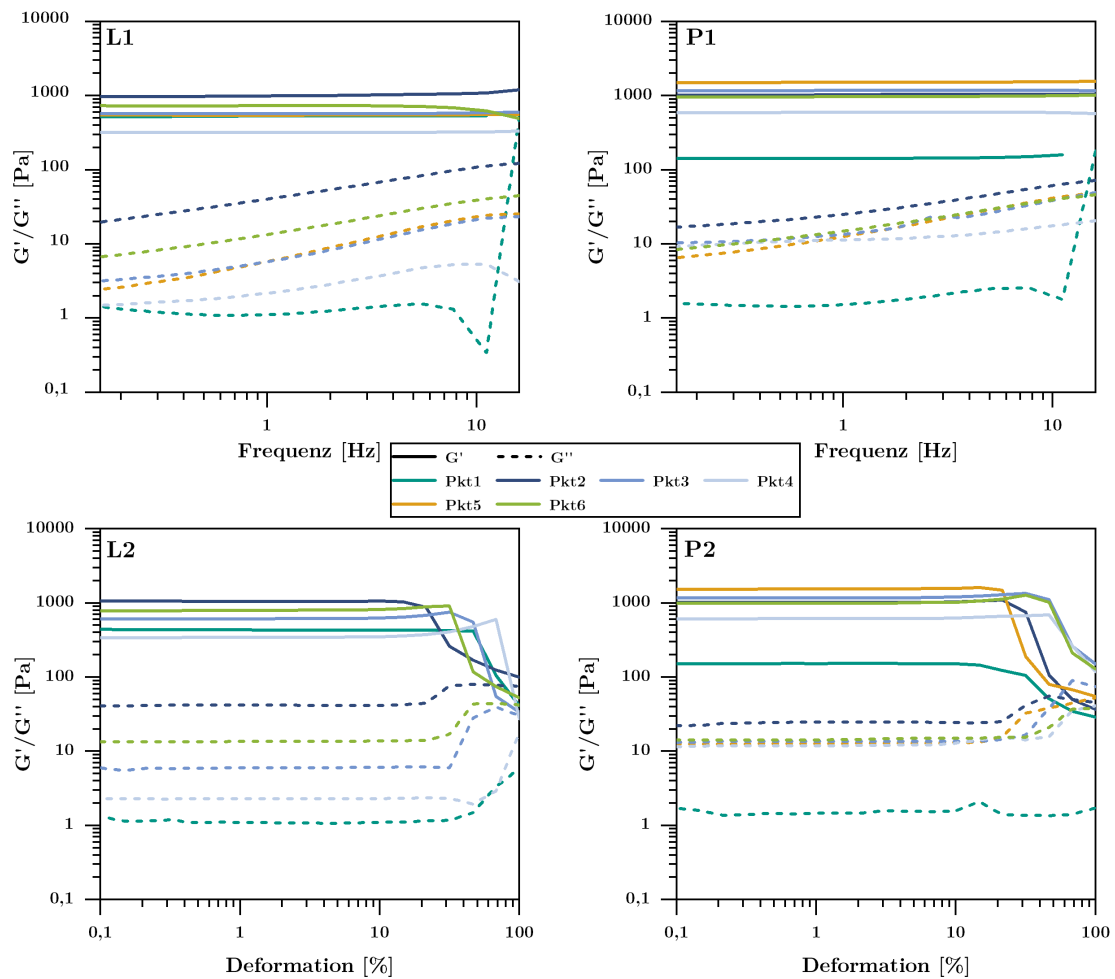 L1
P1
G'/G'' [Pa]
10000
1000
100
10
1
0,1
1
10
Frequenz [Hz]
G'/G'' [Pa]
10000
1000
100
10
1
0,1
1
10
Frequenz [Hz]
G' G''
Pkt1 Pkt2 Pkt3 Pkt4
Pkt5 Pkt6
L2
P2
G'/G'' [Pa]
10000
1000
100
10
1
0,1
0,1 1 10 100
Deformation [%]
G'/G'' [Pa]
10000
1000
100
10
1
0,1
0,1 1 10 100
Deformation [%]